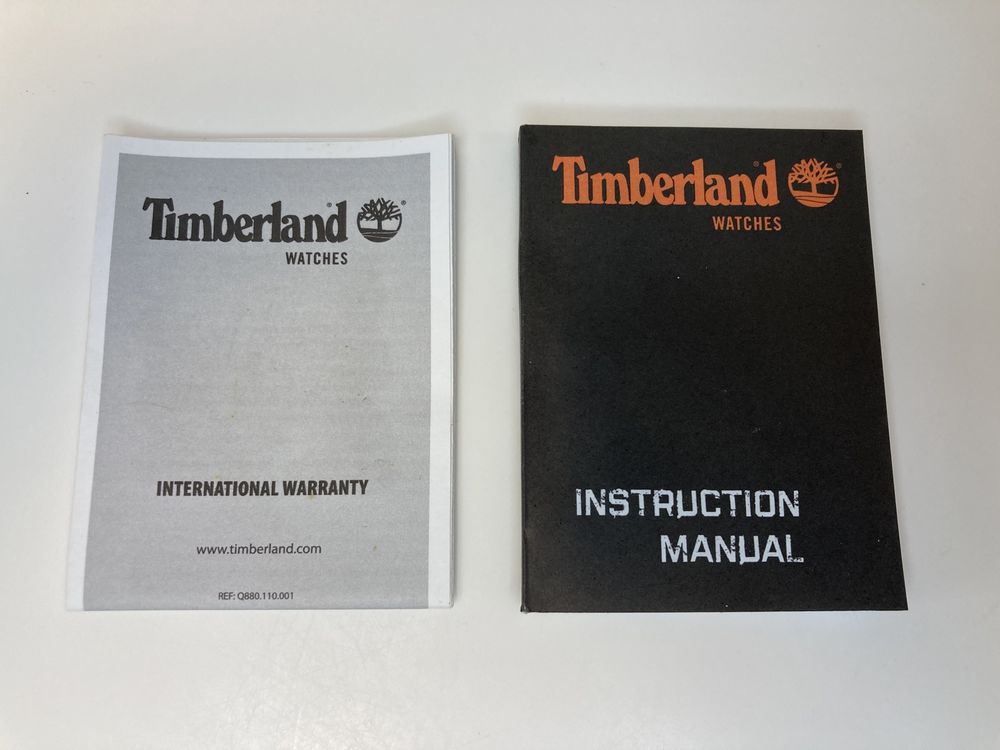 Timberland®
WATCHES
INTERNATIONAL WARRANTY
www.timberland.com
REF: Q880.110.001
Timberland®
WATCHES
INSTRUCTION
MANUAL